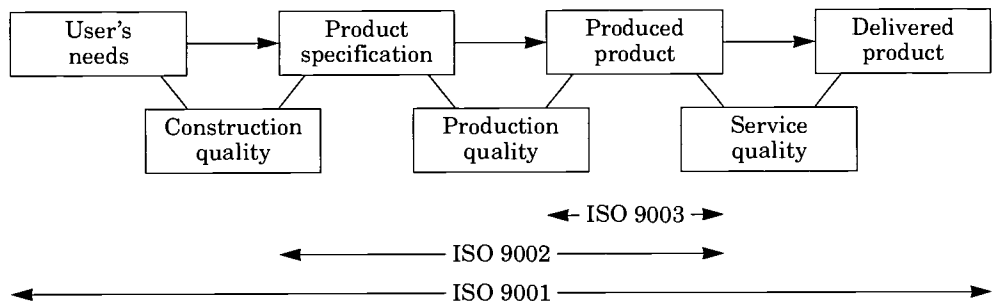 User's
needs
Product
specification
Produced
product
Delivered
product
Construction
quality
Production
quality
Service
quality
ISO 9003
ISO 9002
ISO 9001